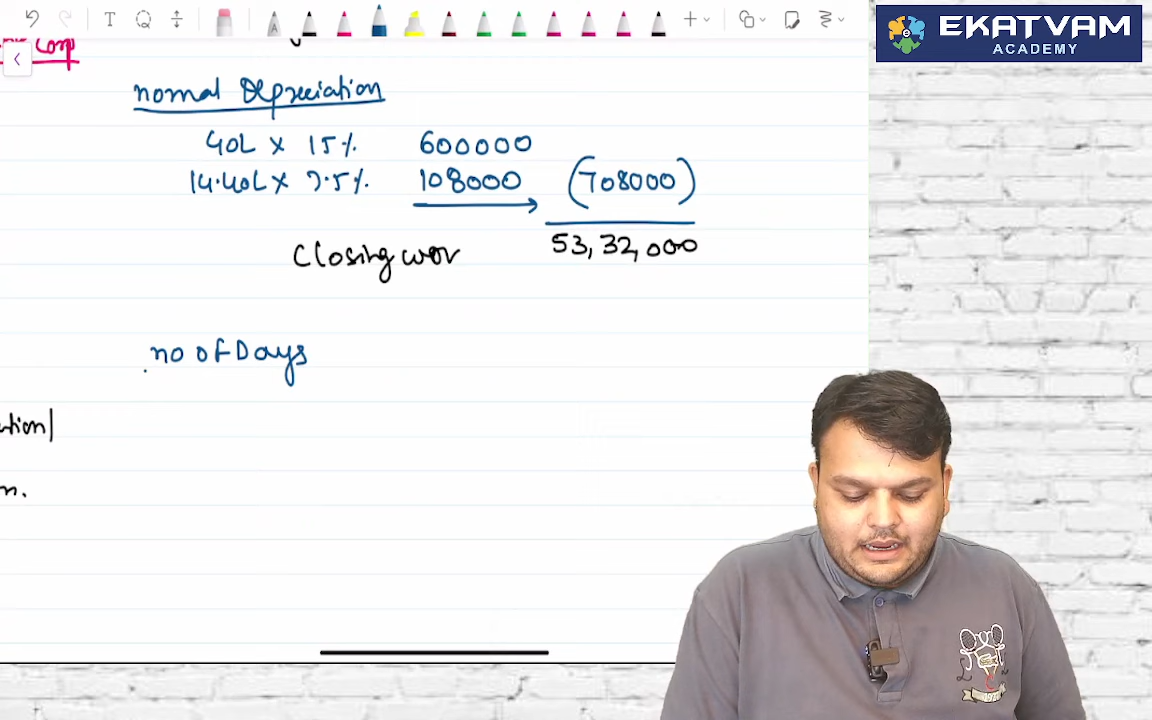 EKATVAM
ACADEMY
Comp
normal Depreciation
40L × 15% 600000
14.40L × 7.5% 108000 (708000)
Closing WDV 53,32,000
no of Days
ation
n.